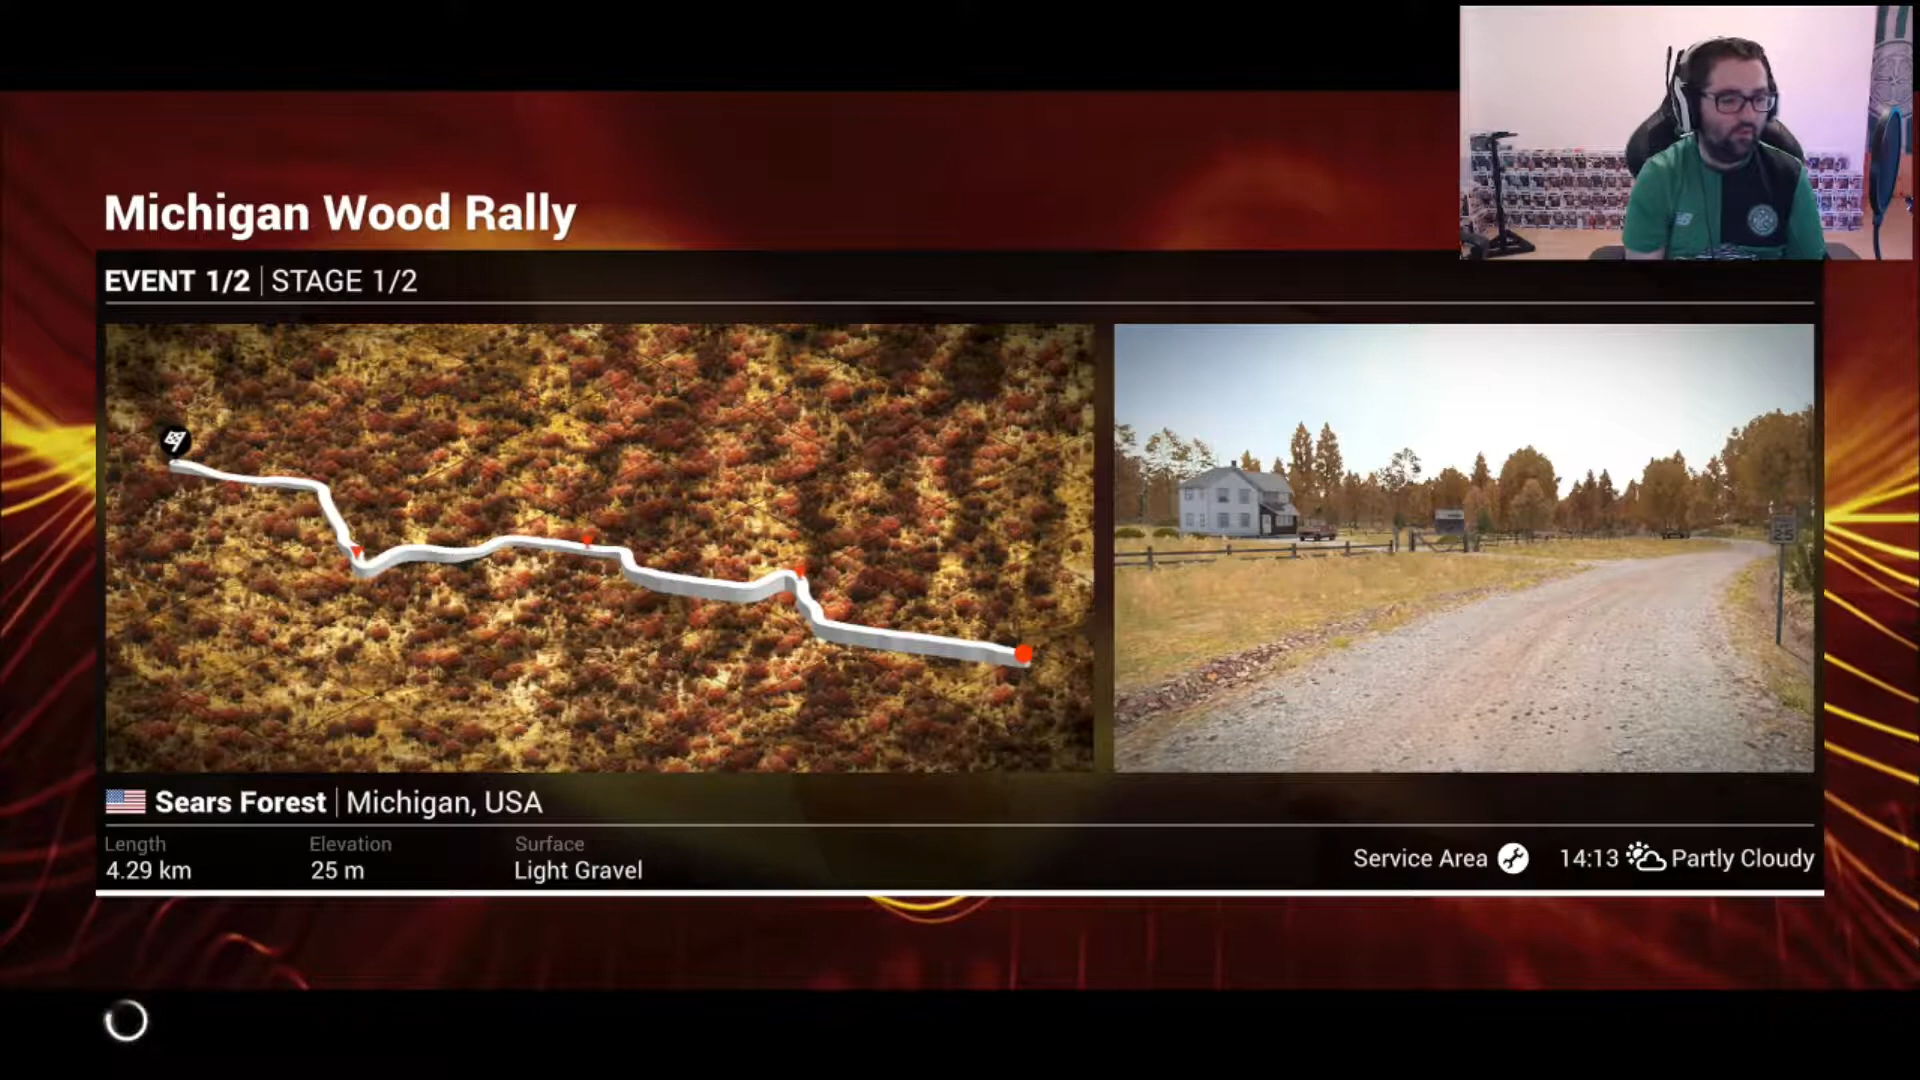 Michigan Wood Rally
EVENT 1/2 | STAGE 1/2
25
Sears Forest | Michigan, USA
Length
4.29 km
Elevation
25 m
Surface
Light Gravel
Service Area
14:13 Partly Cloudy